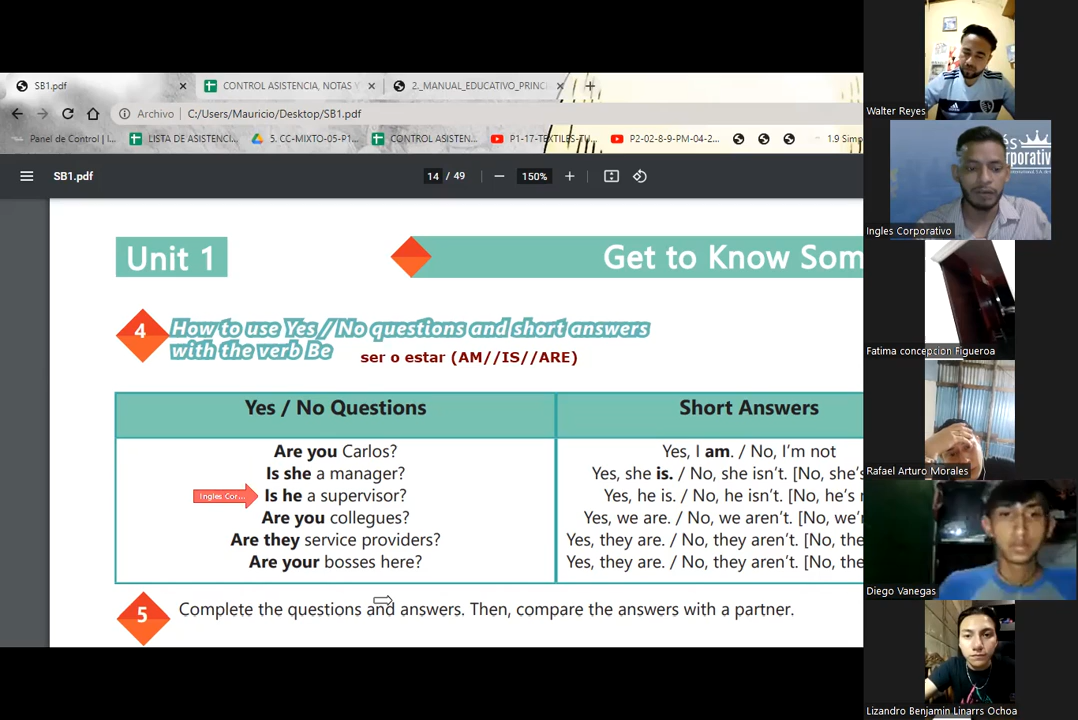 SB1.pdf
CONTROL ASISTENCIA, NOTAS Y
2._MANUAL_EDUCATIVO_PRINC
Archivo
C:/Users/Mauricio/Desktop/SB1.pdf
Panel de Control | I...
LISTA DE ASISTENCI...
5. CC-MIXTO-05-P1...
CONTROL ASISTEN...
P1-17-TEXTILES-TU...
P2-02-8-9-PM-04-2...
1.9 Simp
SB1.pdf
14 / 49
150%
Unit 1
Get to Know Som
4
How to use Yes / No questions and short answers
with the verb Be
ser o estar (AM//IS//ARE)
Yes / No Questions
Short Answers
Are you Carlos?
Yes, I am. / No, I'm not
Is she a manager?
Yes, she is. / No, she isn't. [No, she's
Ingles Cor...
Is he a supervisor?
Yes, he is. / No, he isn't. [No, he's n
Are you collegues?
Yes, we are. / No, we aren't. [No, we'r
Are they service providers?
Yes, they are. / No, they aren't. [No, the
Are your bosses here?
Yes, they are. / No, they aren't. [No, the
5
Complete the questions and answers. Then, compare the answers with a partner.
Walter Reyes
és
orporativ
Ingles Corporativo
Fatima concepcion Figueroa
Rafael Arturo Morales
Diego Vanegas
Lizandro Benjamin Linarrs Ochoa